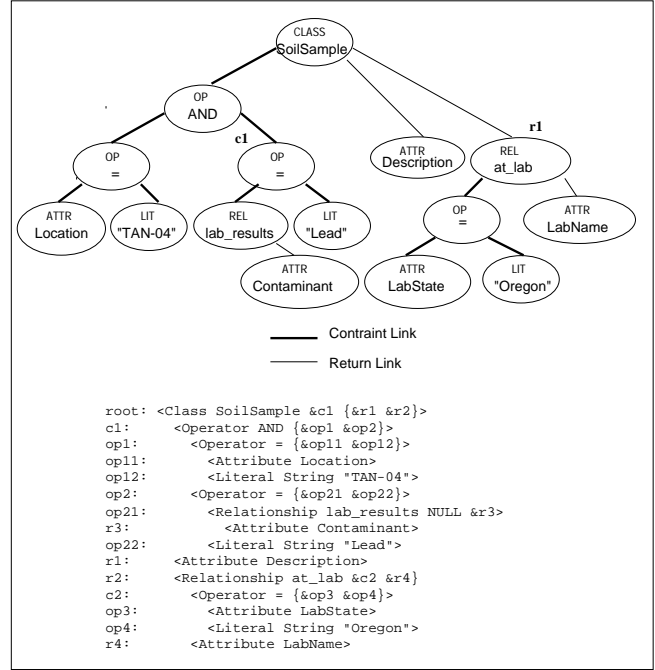 CLASS
SoilSample
OP
AND
r1
c1
OP
=
OP
=
ATTR
Description
REL
at_lab
ATTR
Location
LIT
"TAN-04"
REL
lab_results
LIT
"Lead"
OP
=
ATTR
LabName
ATTR
Contaminant
ATTR
LabState
LIT
"Oregon"
Contraint Link
Return Link
root: <Class SoilSample &c1 {&r1 &r2}>
c1: <Operator AND {&op1 &op2}>
op1: <Operator = {&op11 &op12}>
op11: <Attribute Location>
op12: <Literal String "TAN-04">
op2: <Operator = {&op21 &op22}>
op21: <Relationship lab_results NULL &r3>
r3: <Attribute Contaminant>
op22: <Literal String "Lead">
r1: <Attribute Description>
r2: <Relationship at_lab &c2 &r4}
c2: <Operator = {&op3 &op4}>
op3: <Attribute LabState>
op4: <Literal String "Oregon">
r4: <Attribute LabName>